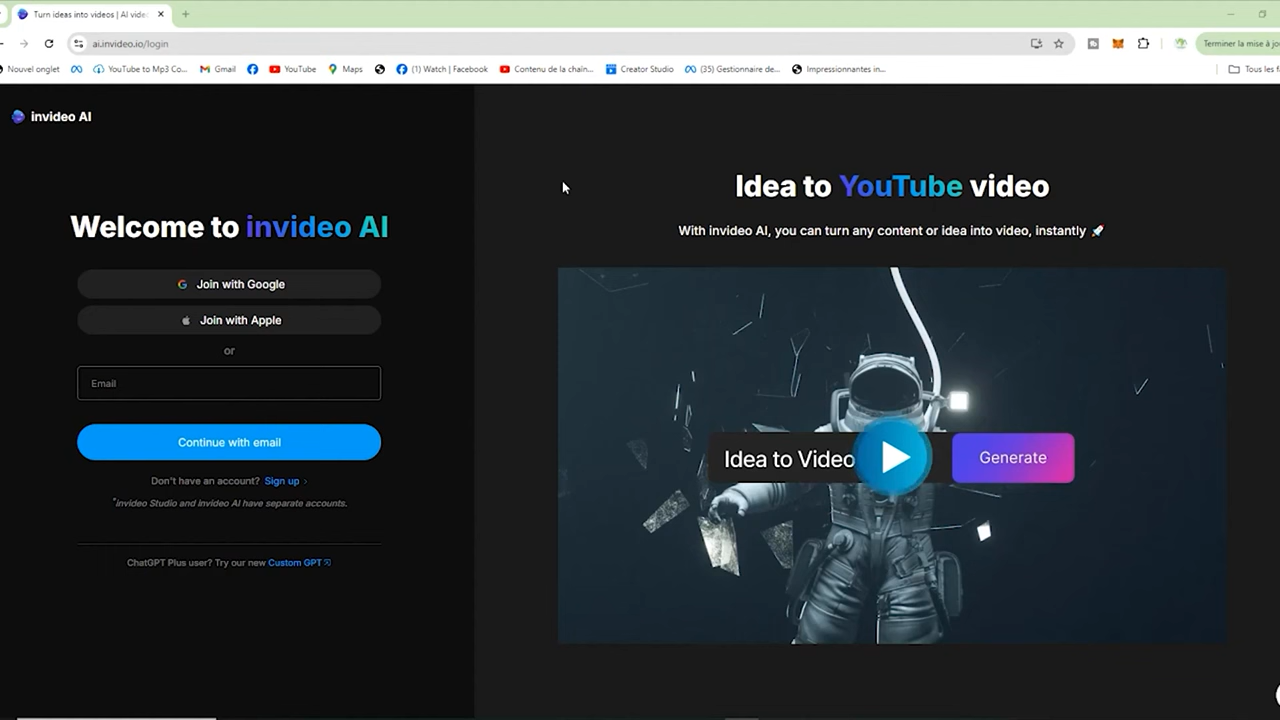 Turn ideas into videos | AI vide
ai.invideo.io/login
Terminer la mise à jo
Nouvel onglet
YouTube to Mp3 Co...
Gmail
YouTube
Maps
(1) Watch | Facebook
Contenu de la chaîn...
Creator Studio
(35) Gestionnaire de...
Impressionnantes in...
Tous les fa
invideo AI
Welcome to invideo AI
Join with Google
Join with Apple
or
Email
Continue with email
Don't have an account? Sign up ›
*invideo Studio and Invideo AI have separate accounts.
ChatGPT Plus user? Try our new Custom GPT
Idea to YouTube video
With invideo AI, you can turn any content or idea into video, instantly 🚀
Idea to Video
Generate